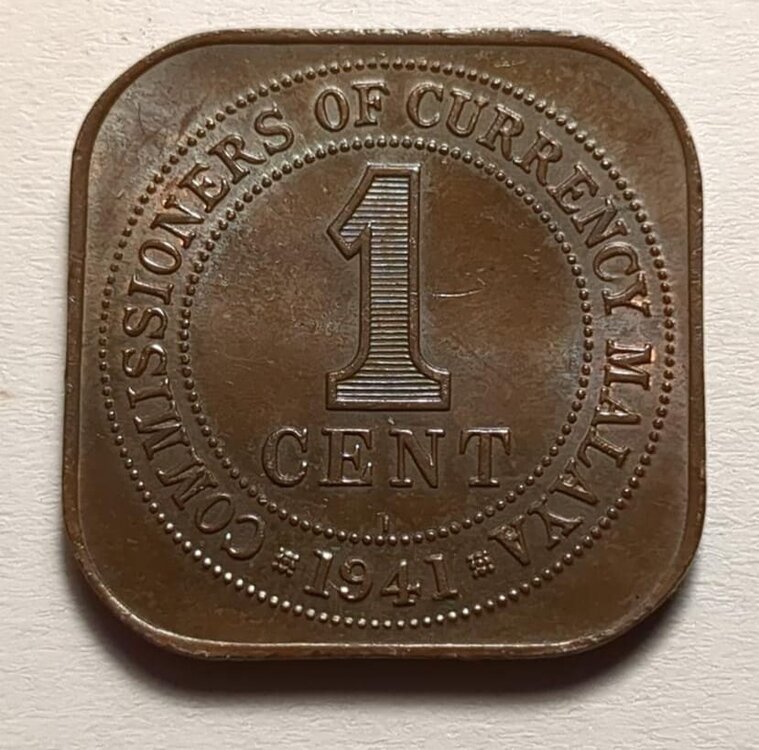 COMMISSIONERS OF CURRENCY MALAYA
1
CENT
I
1941